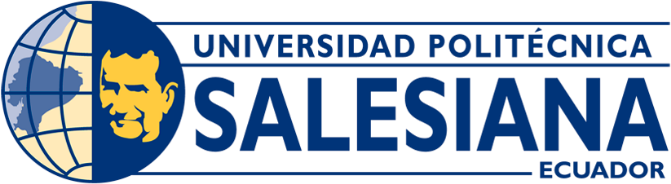 UNIVERSIDAD POLITÉCNICA
SALESIANA
ECUADOR